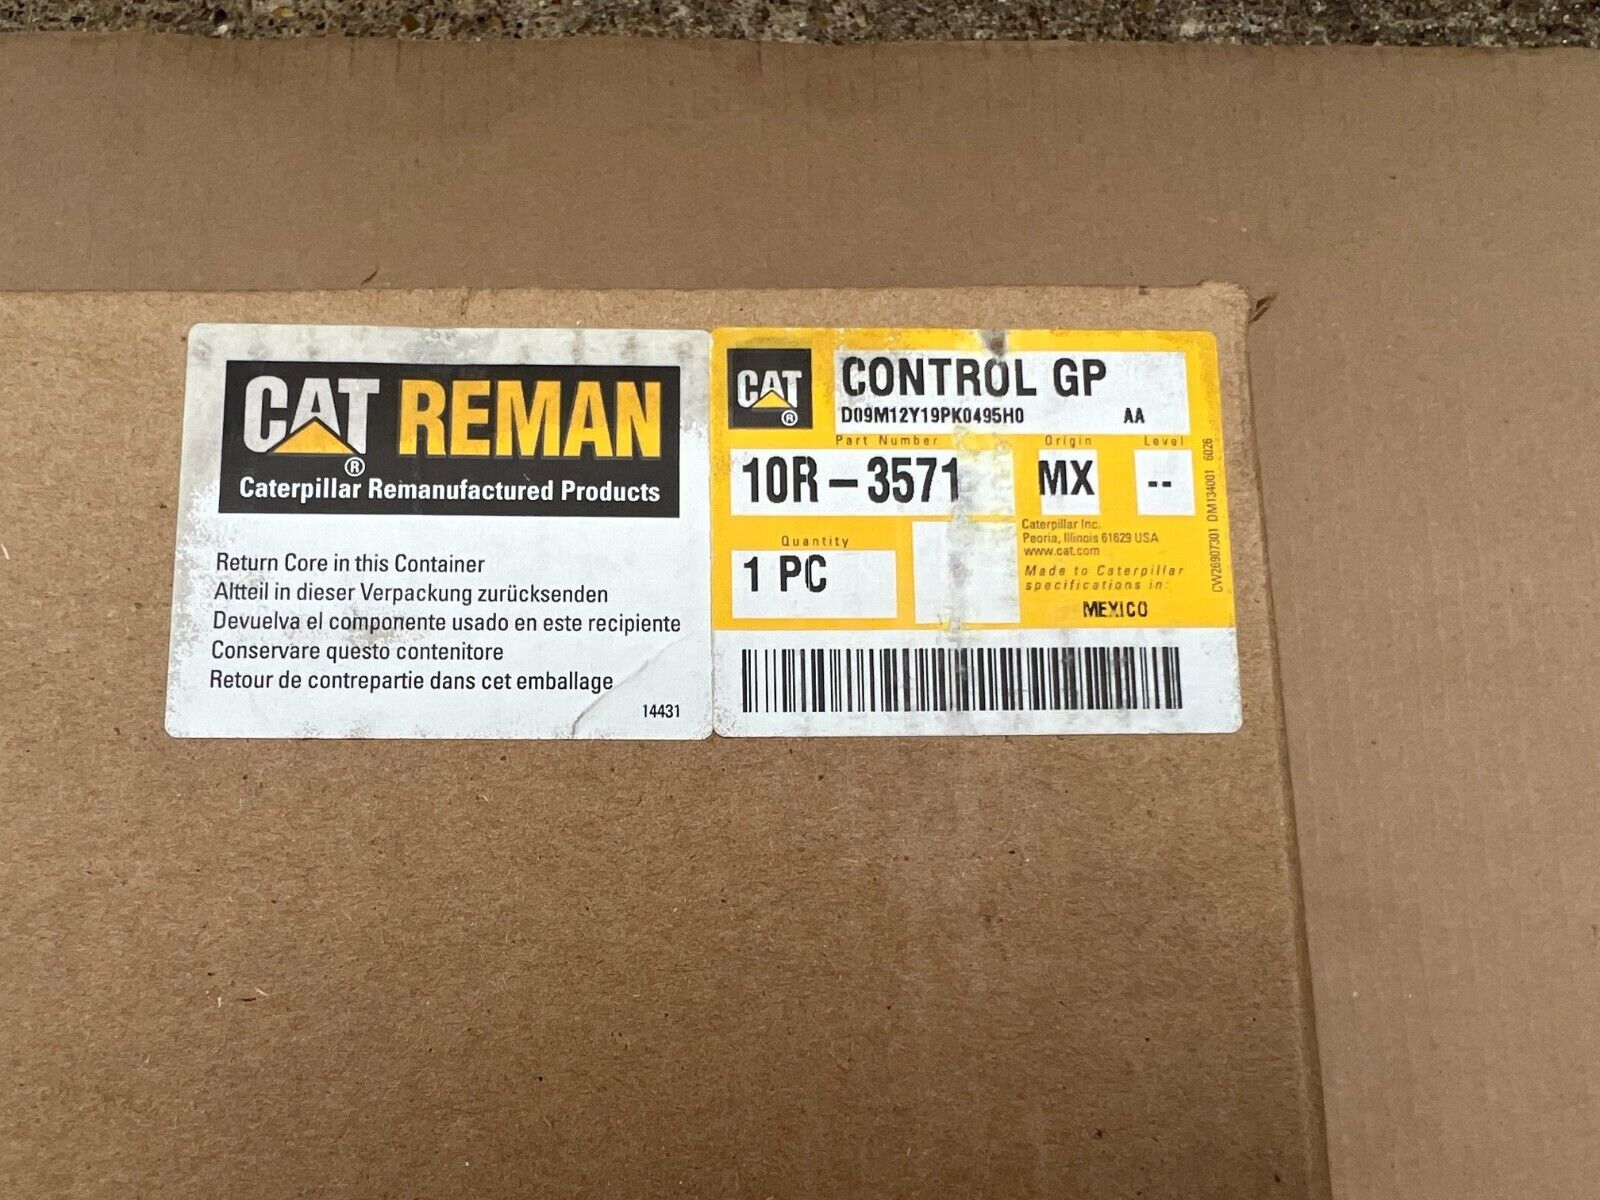 CAT REMAN
®
Caterpillar Remanufactured Products
Return Core in this Container
Altteil in dieser Verpackung zurücksenden
Devuelva el componente usado en este recipiente
Conservare questo contenitore
Retour de contrepartie dans cet emballage
14431
CAT
®
CONTROL GP
D09M12Y19PK0495H0 AA
Part Number Origin Level
10R-3571 MX --
Quantity
1 PC
Caterpillar Inc.
Peoria, Illinois 61629 USA
www.cat.com
Made to Caterpillar
specifications in:
MEXICO
CW26907301 DM134001 6026